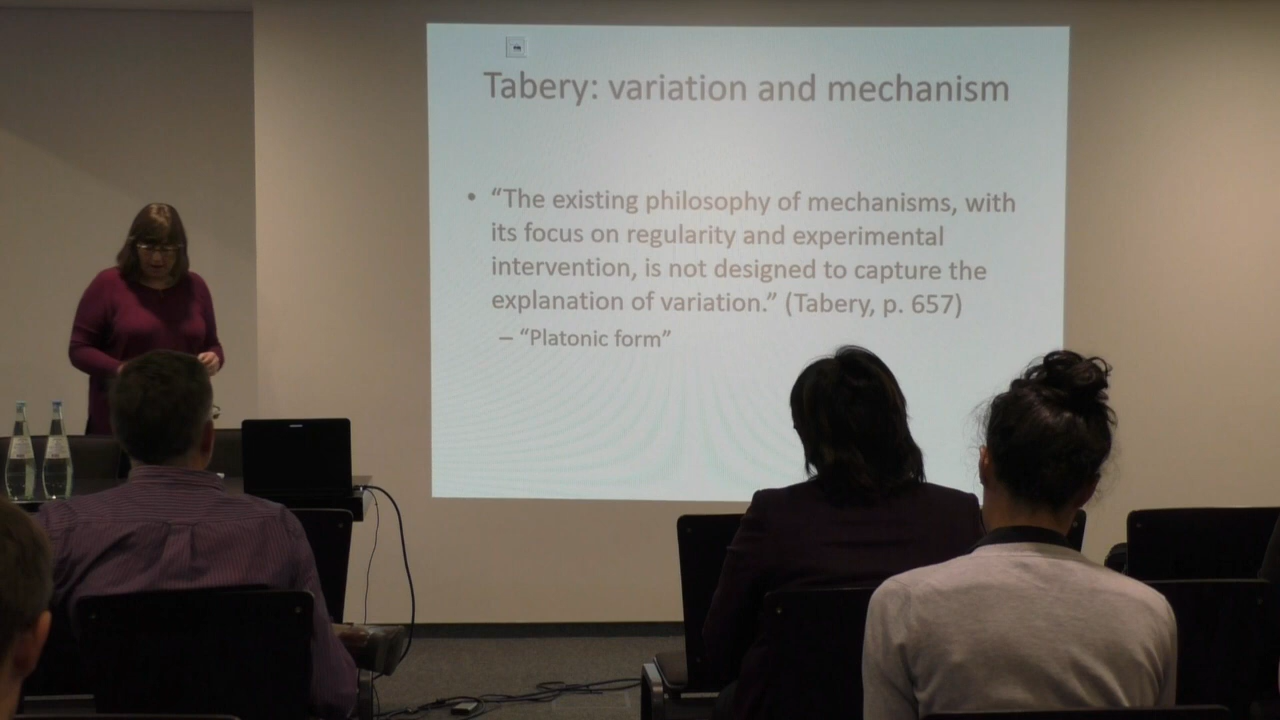 Tabery: variation and mechanism
• “The existing philosophy of mechanisms, with
its focus on regularity and experimental
intervention, is not designed to capture the
explanation of variation.” (Tabery, p. 657)
– “Platonic form”